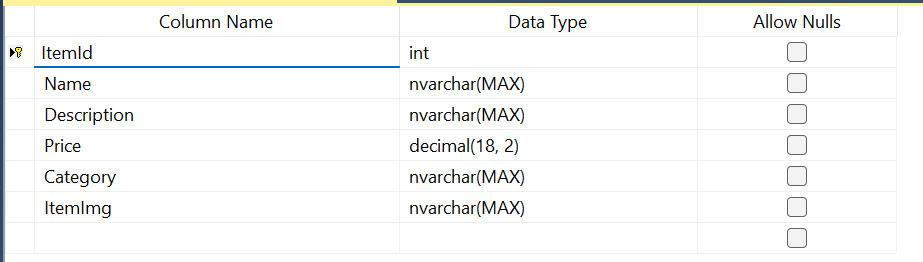 Column Name Data Type Allow Nulls
ItemId int
Name nvarchar(MAX)
Description nvarchar(MAX)
Price decimal(18, 2)
Category nvarchar(MAX)
ItemImg nvarchar(MAX)